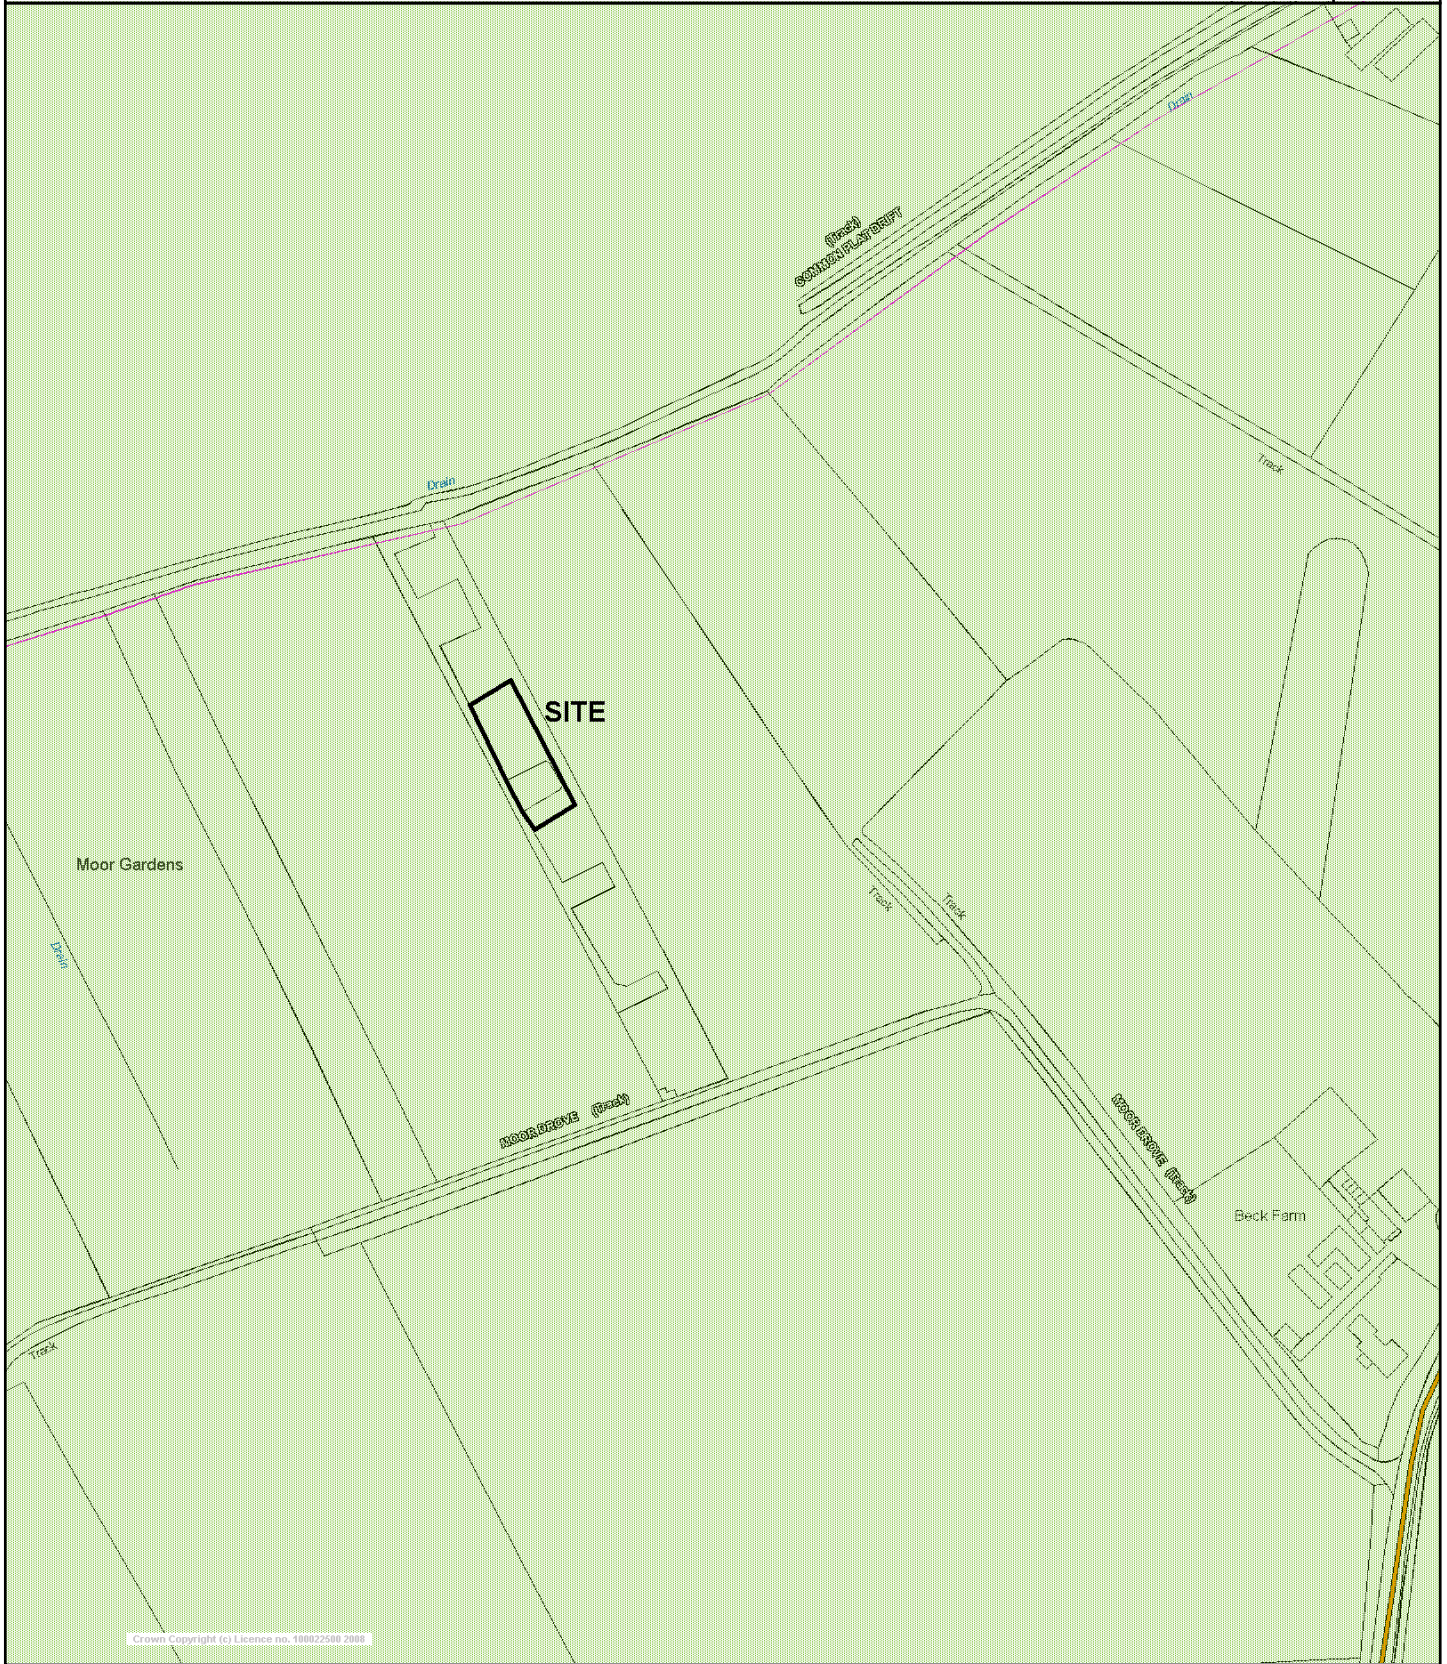 Drain
(Track)
COMMON FLAT DRIFT
Track
Drain
SITE
Moor Gardens
Track
Track
Drain
MOOR DROVE (Track)
MOOR DROVE (Track)
Beck Farm
Track
Crown Copyright (c) Licence no. 100022500 2008